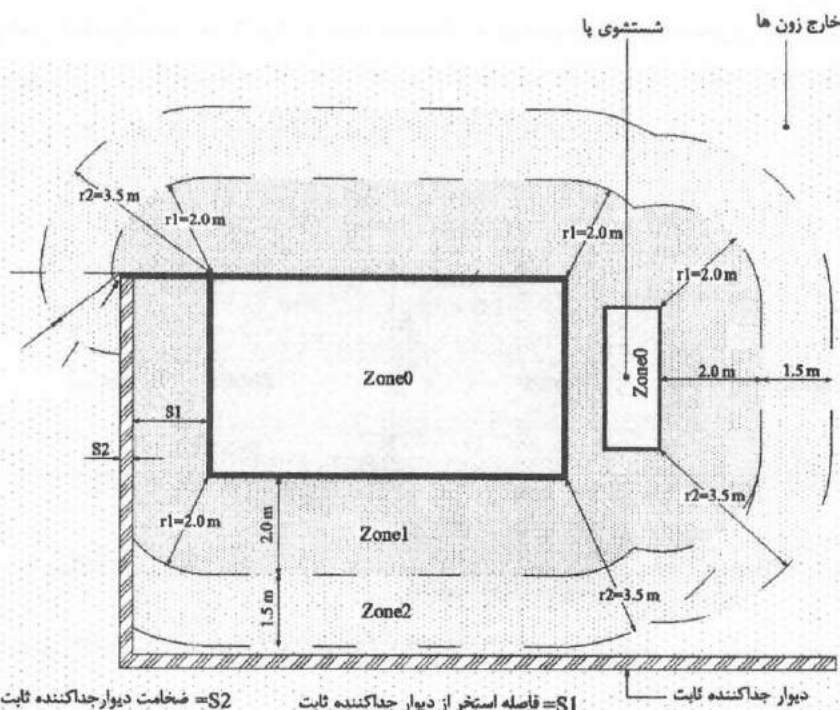 شستشوی پا
خارج زون ها
r2=3.5 m
r1=2.0 m
r1=2.0 m
r1=2.0 m
Zone0
Zone0
2.0 m
1.5 m
S1
S2
r1=2.0 m
2.0 m
Zone1
r2=3.5 m
1.5 m
Zone2
r2=3.5 m
دیوار جداکننده ثابت
S1= فاصله استخر از دیوار جداکننده ثابت
S2= ضخامت دیوارجداکننده ثابت